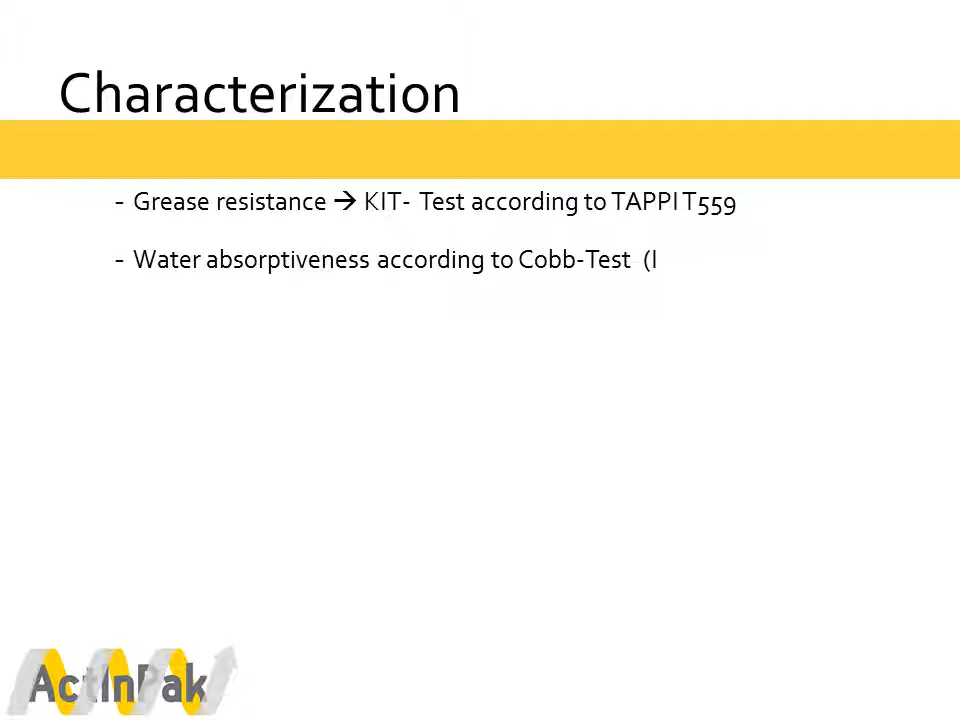 Characterization
- Grease resistance → KIT- Test according to TAPPI T559
- Water absorptiveness according to Cobb-Test (I
ActInPak